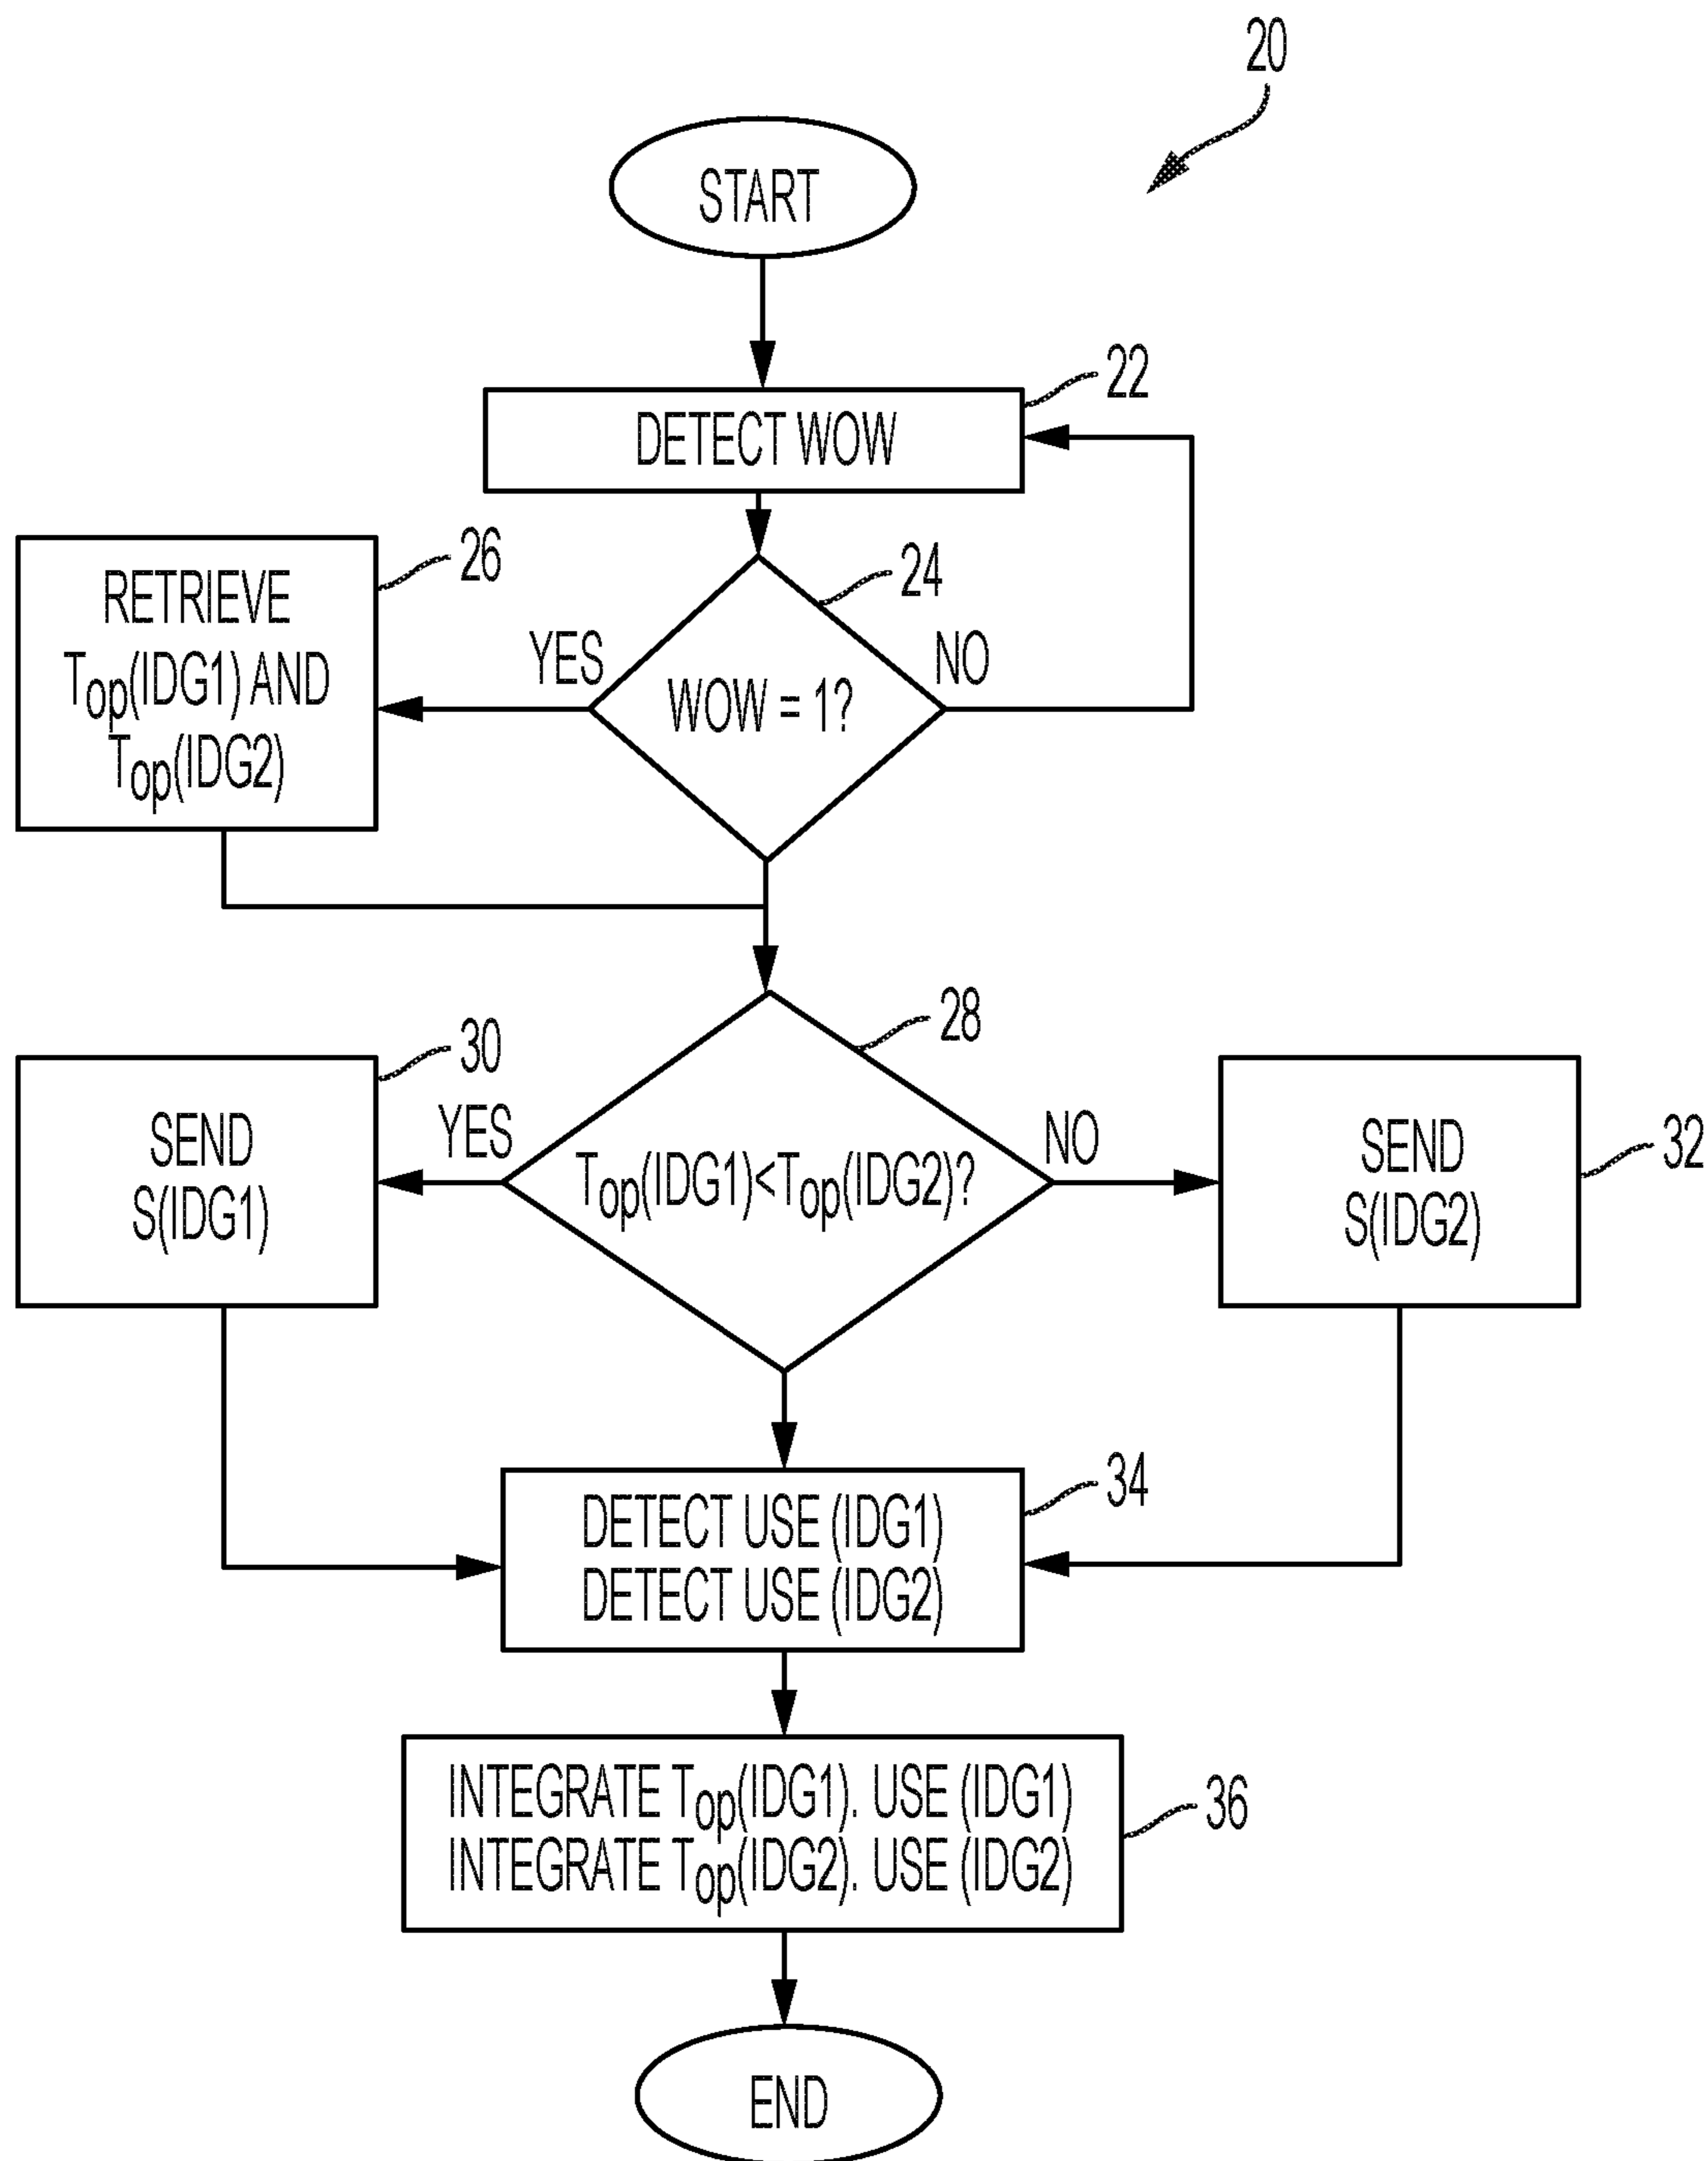 20
START
22
DETECT WOW
26
RETRIEVE
Top(IDG1) AND
Top(IDG2)
24
YES
NO
WOW = 1?
28
30
SEND
S(IDG1)
YES
Top(IDG1)<Top(IDG2)?
NO
32
SEND
S(IDG2)
34
DETECT USE (IDG1)
DETECT USE (IDG2)
36
INTEGRATE Top(IDG1). USE (IDG1)
INTEGRATE Top(IDG2). USE (IDG2)
END